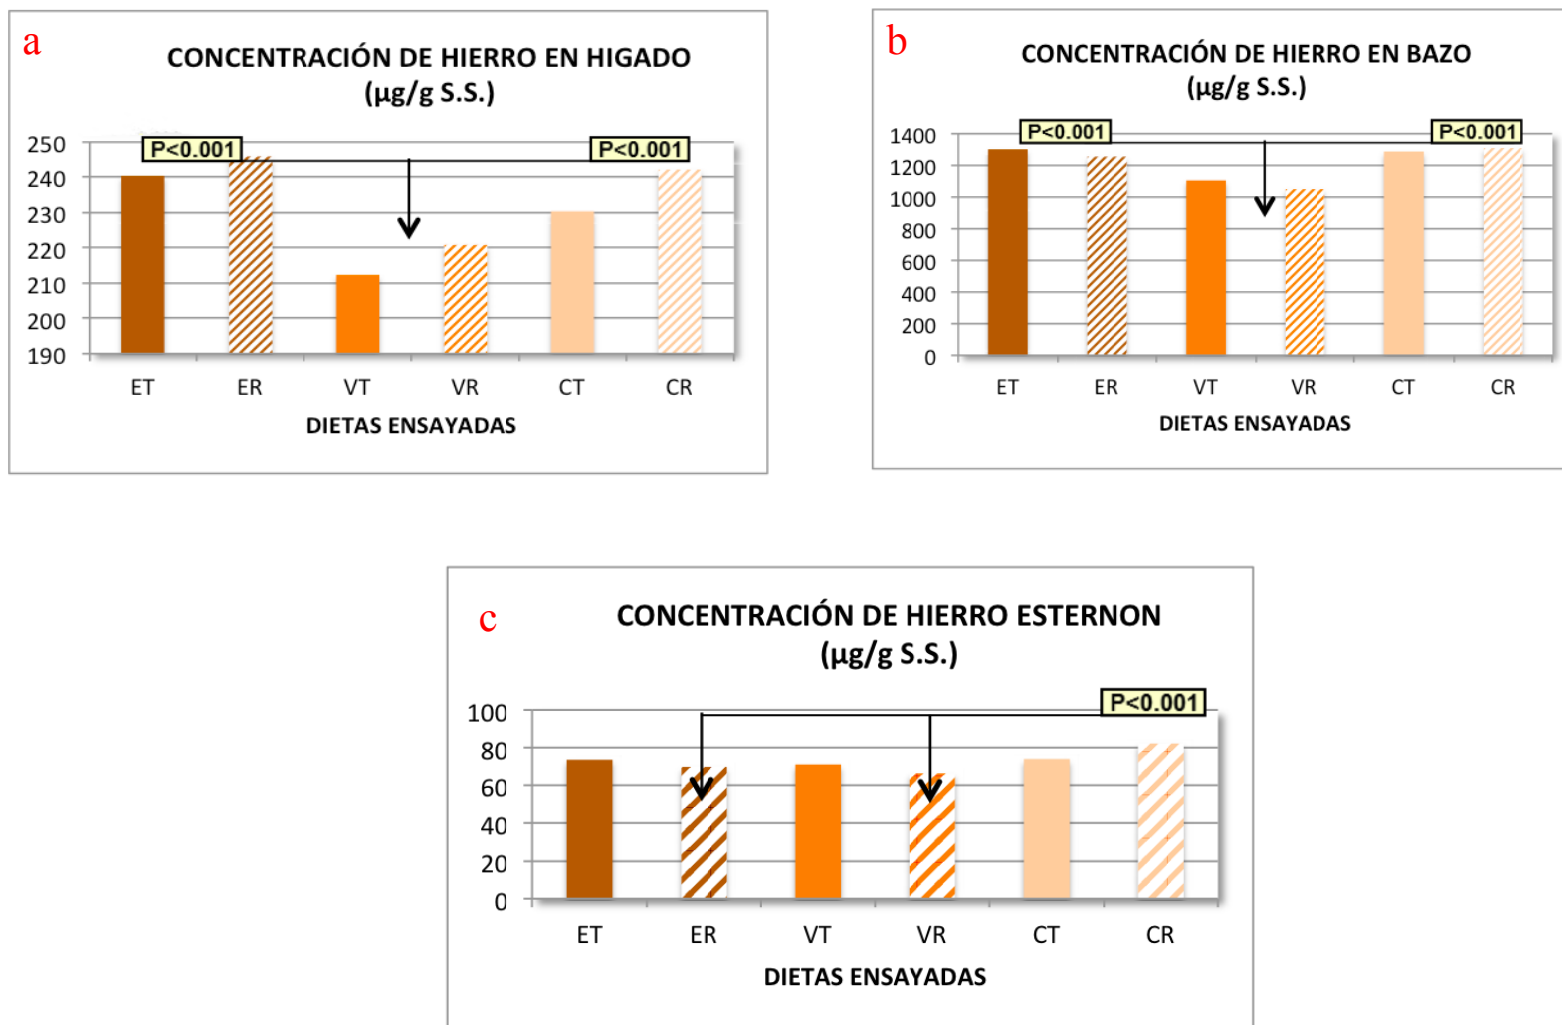 a
CONCENTRACIÓN DE HIERRO EN HIGADO
(µg/g S.S.)
P<0.001
P<0.001
250
240
230
220
210
200
190
ET ER VT VR CT CR
DIETAS ENSAYADAS
b
CONCENTRACIÓN DE HIERRO EN BAZO
(µg/g S.S.)
P<0.001
P<0.001
1400
1200
1000
800
600
400
200
0
ET ER VT VR CT CR
DIETAS ENSAYADAS
c
CONCENTRACIÓN DE HIERRO ESTERNON
(µg/g S.S.)
P<0.001
100
80
60
40
20
0
ET ER VT VR CT CR
DIETAS ENSAYADAS